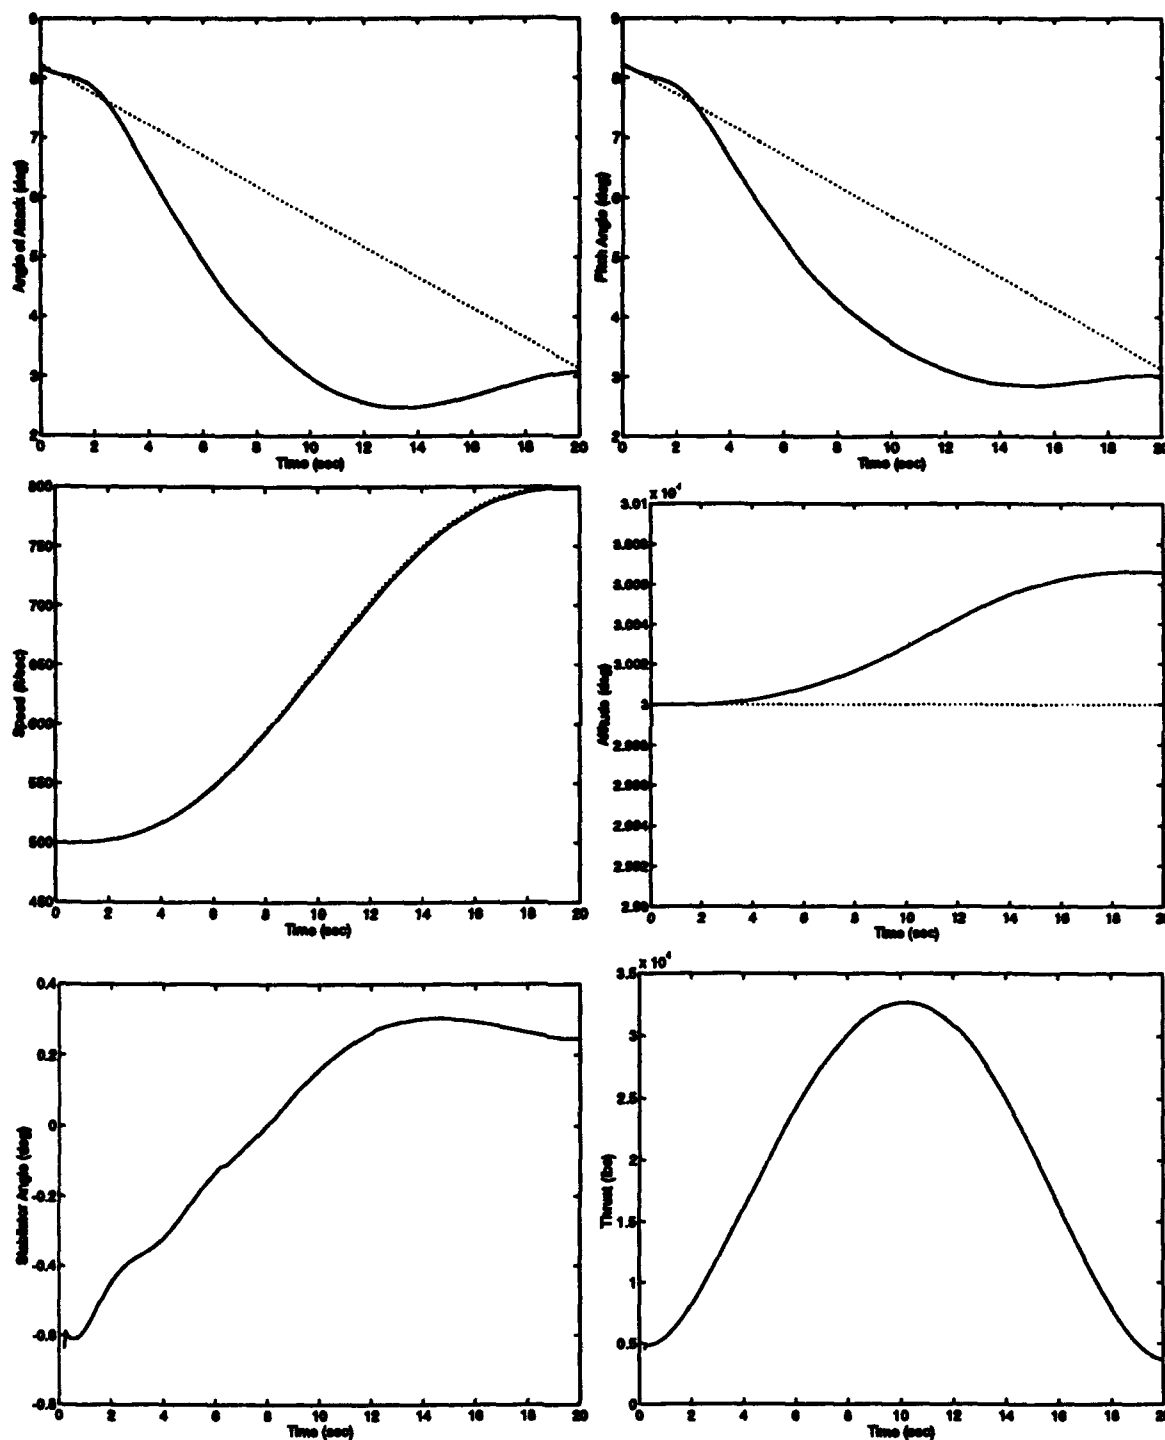 9
8
7
6
5
4
3
2
Angle of Attack (deg)
0 2 4 6 8 10 12 14 16 18 20
Time (sec)
9
8
7
6
5
4
3
2
Pitch Angle (deg)
0 2 4 6 8 10 12 14 16 18 20
Time (sec)
800
750
700
650
600
550
500
450
Speed (ft/sec)
0 2 4 6 8 10 12 14 16 18 20
Time (sec)
x 10^4
3.01
3.008
3.006
3.004
3.002
3
2.998
2.996
2.994
2.992
2.99
Altitude (deg)
0 2 4 6 8 10 12 14 16 18 20
Time (sec)
0.4
0.2
0
-0.2
-0.4
-0.6
-0.8
Stabilator Angle (deg)
0 2 4 6 8 10 12 14 16 18 20
Time (sec)
x 10^4
3.5
3
2.5
2
1.5
1
0.5
0
Thrust (lbs)
0 2 4 6 8 10 12 14 16 18 20
Time (sec)